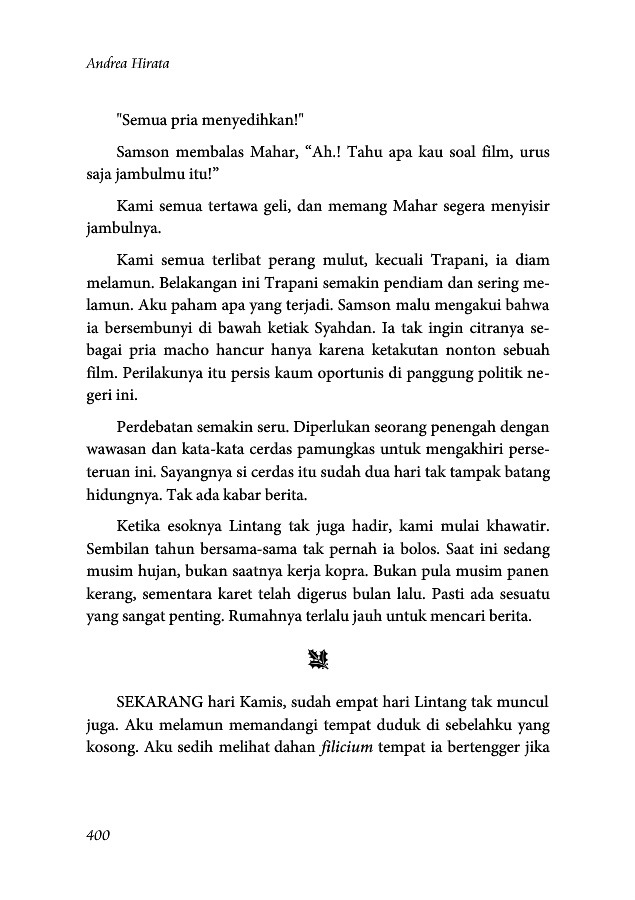 Andrea Hirata
"Semua pria menyedihkan!"
Samson membalas Mahar, “Ah.! Tahu apa kau soal film, urus
saja jambulmu itu!”
Kami semua tertawa geli, dan memang Mahar segera menyisir
jambulnya.
Kami semua terlibat perang mulut, kecuali Trapani, ia diam
melamun. Belakangan ini Trapani semakin pendiam dan sering me-
lamun. Aku paham apa yang terjadi. Samson malu mengakui bahwa
ia bersembunyi di bawah ketiak Syahdan. Ia tak ingin citranya se-
bagai pria macho hancur hanya karena ketakutan nonton sebuah
film. Perilakunya itu persis kaum oportunis di panggung politik ne-
geri ini.
Perdebatan semakin seru. Diperlukan seorang penengah dengan
wawasan dan kata-kata cerdas pamungkas untuk mengakhiri perse-
teruan ini. Sayangnya si cerdas itu sudah dua hari tak tampak batang
hidungnya. Tak ada kabar berita.
Ketika esoknya Lintang tak juga hadir, kami mulai khawatir.
Sembilan tahun bersama-sama tak pernah ia bolos. Saat ini sedang
musim hujan, bukan saatnya kerja kopra. Bukan pula musim panen
kerang, sementara karet telah digerus bulan lalu. Pasti ada sesuatu
yang sangat penting. Rumahnya terlalu jauh untuk mencari berita.
SEKARANG hari Kamis, sudah empat hari Lintang tak muncul
juga. Aku melamun memandangi tempat duduk di sebelahku yang
kosong. Aku sedih melihat dahan filicium tempat ia bertengger jika
400